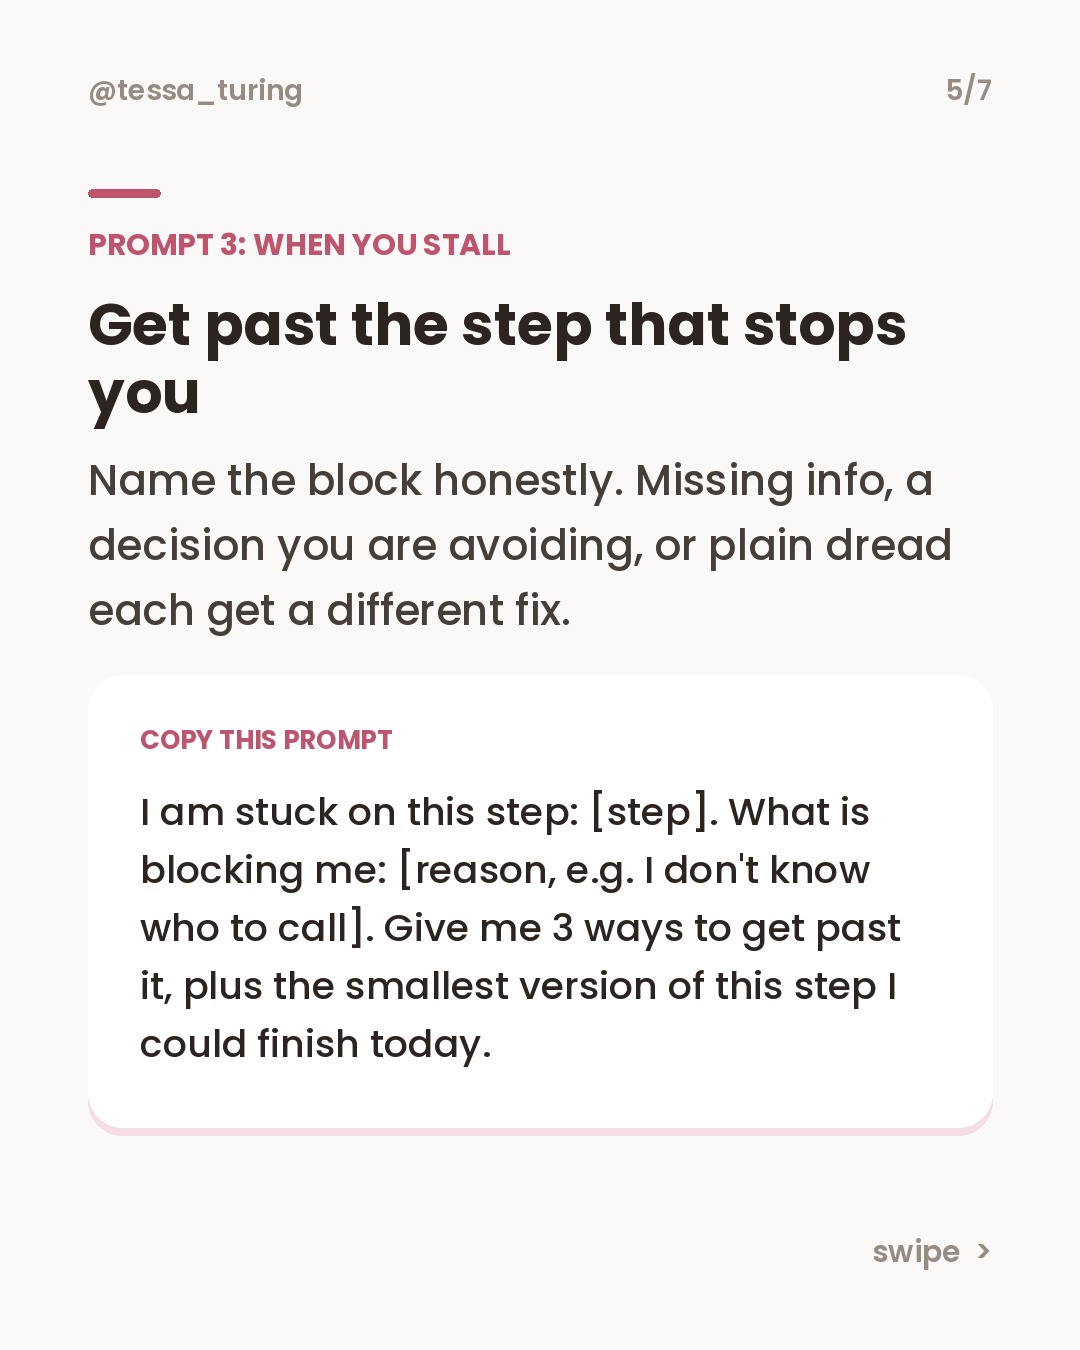 @tessa_turing
5/7
PROMPT 3: WHEN YOU STALL
Get past the step that stops
you
Name the block honestly. Missing info, a
decision you are avoiding, or plain dread
each get a different fix.
COPY THIS PROMPT
I am stuck on this step: [step]. What is
blocking me: [reason, e.g. I don't know
who to call]. Give me 3 ways to get past
it, plus the smallest version of this step I
could finish today.
swipe >